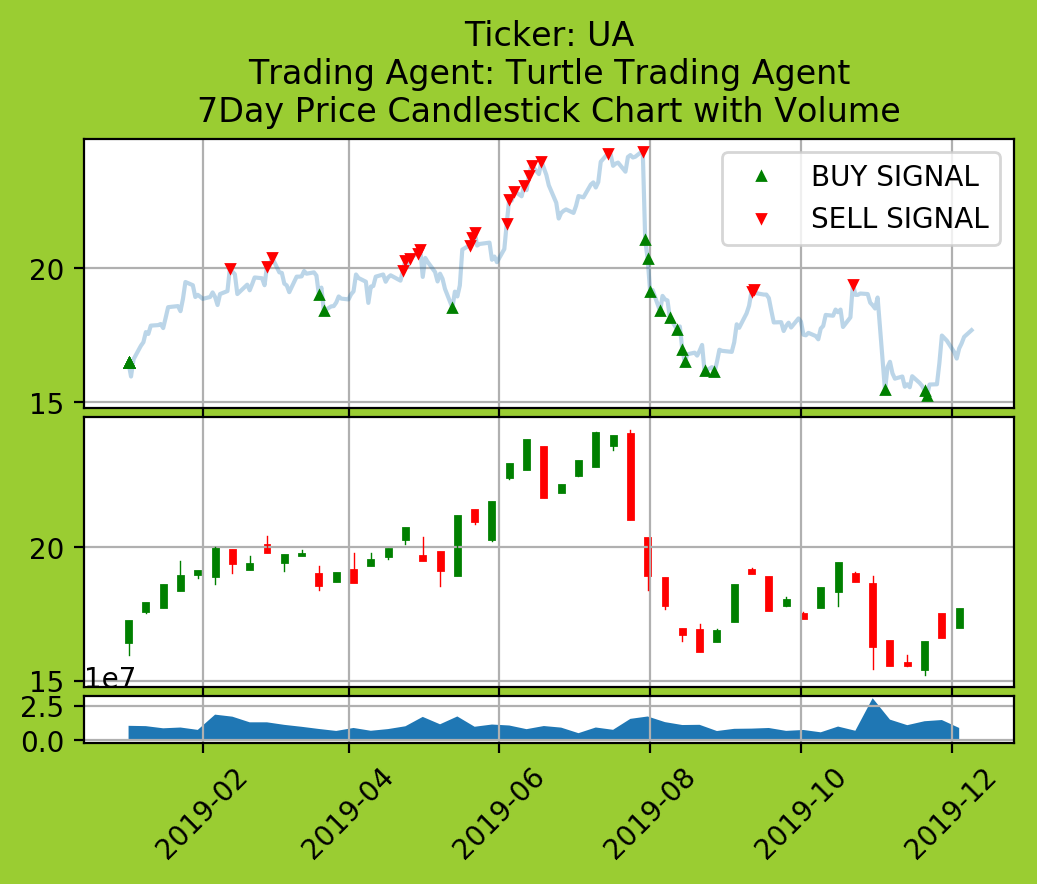 Ticker: UA
Trading Agent: Turtle Trading Agent
7Day Price Candlestick Chart with Volume
BUY SIGNAL
SELL SIGNAL
20
15
20
15
1e7
2.5
0.0
2019-02
2019-04
2019-06
2019-08
2019-10
2019-12